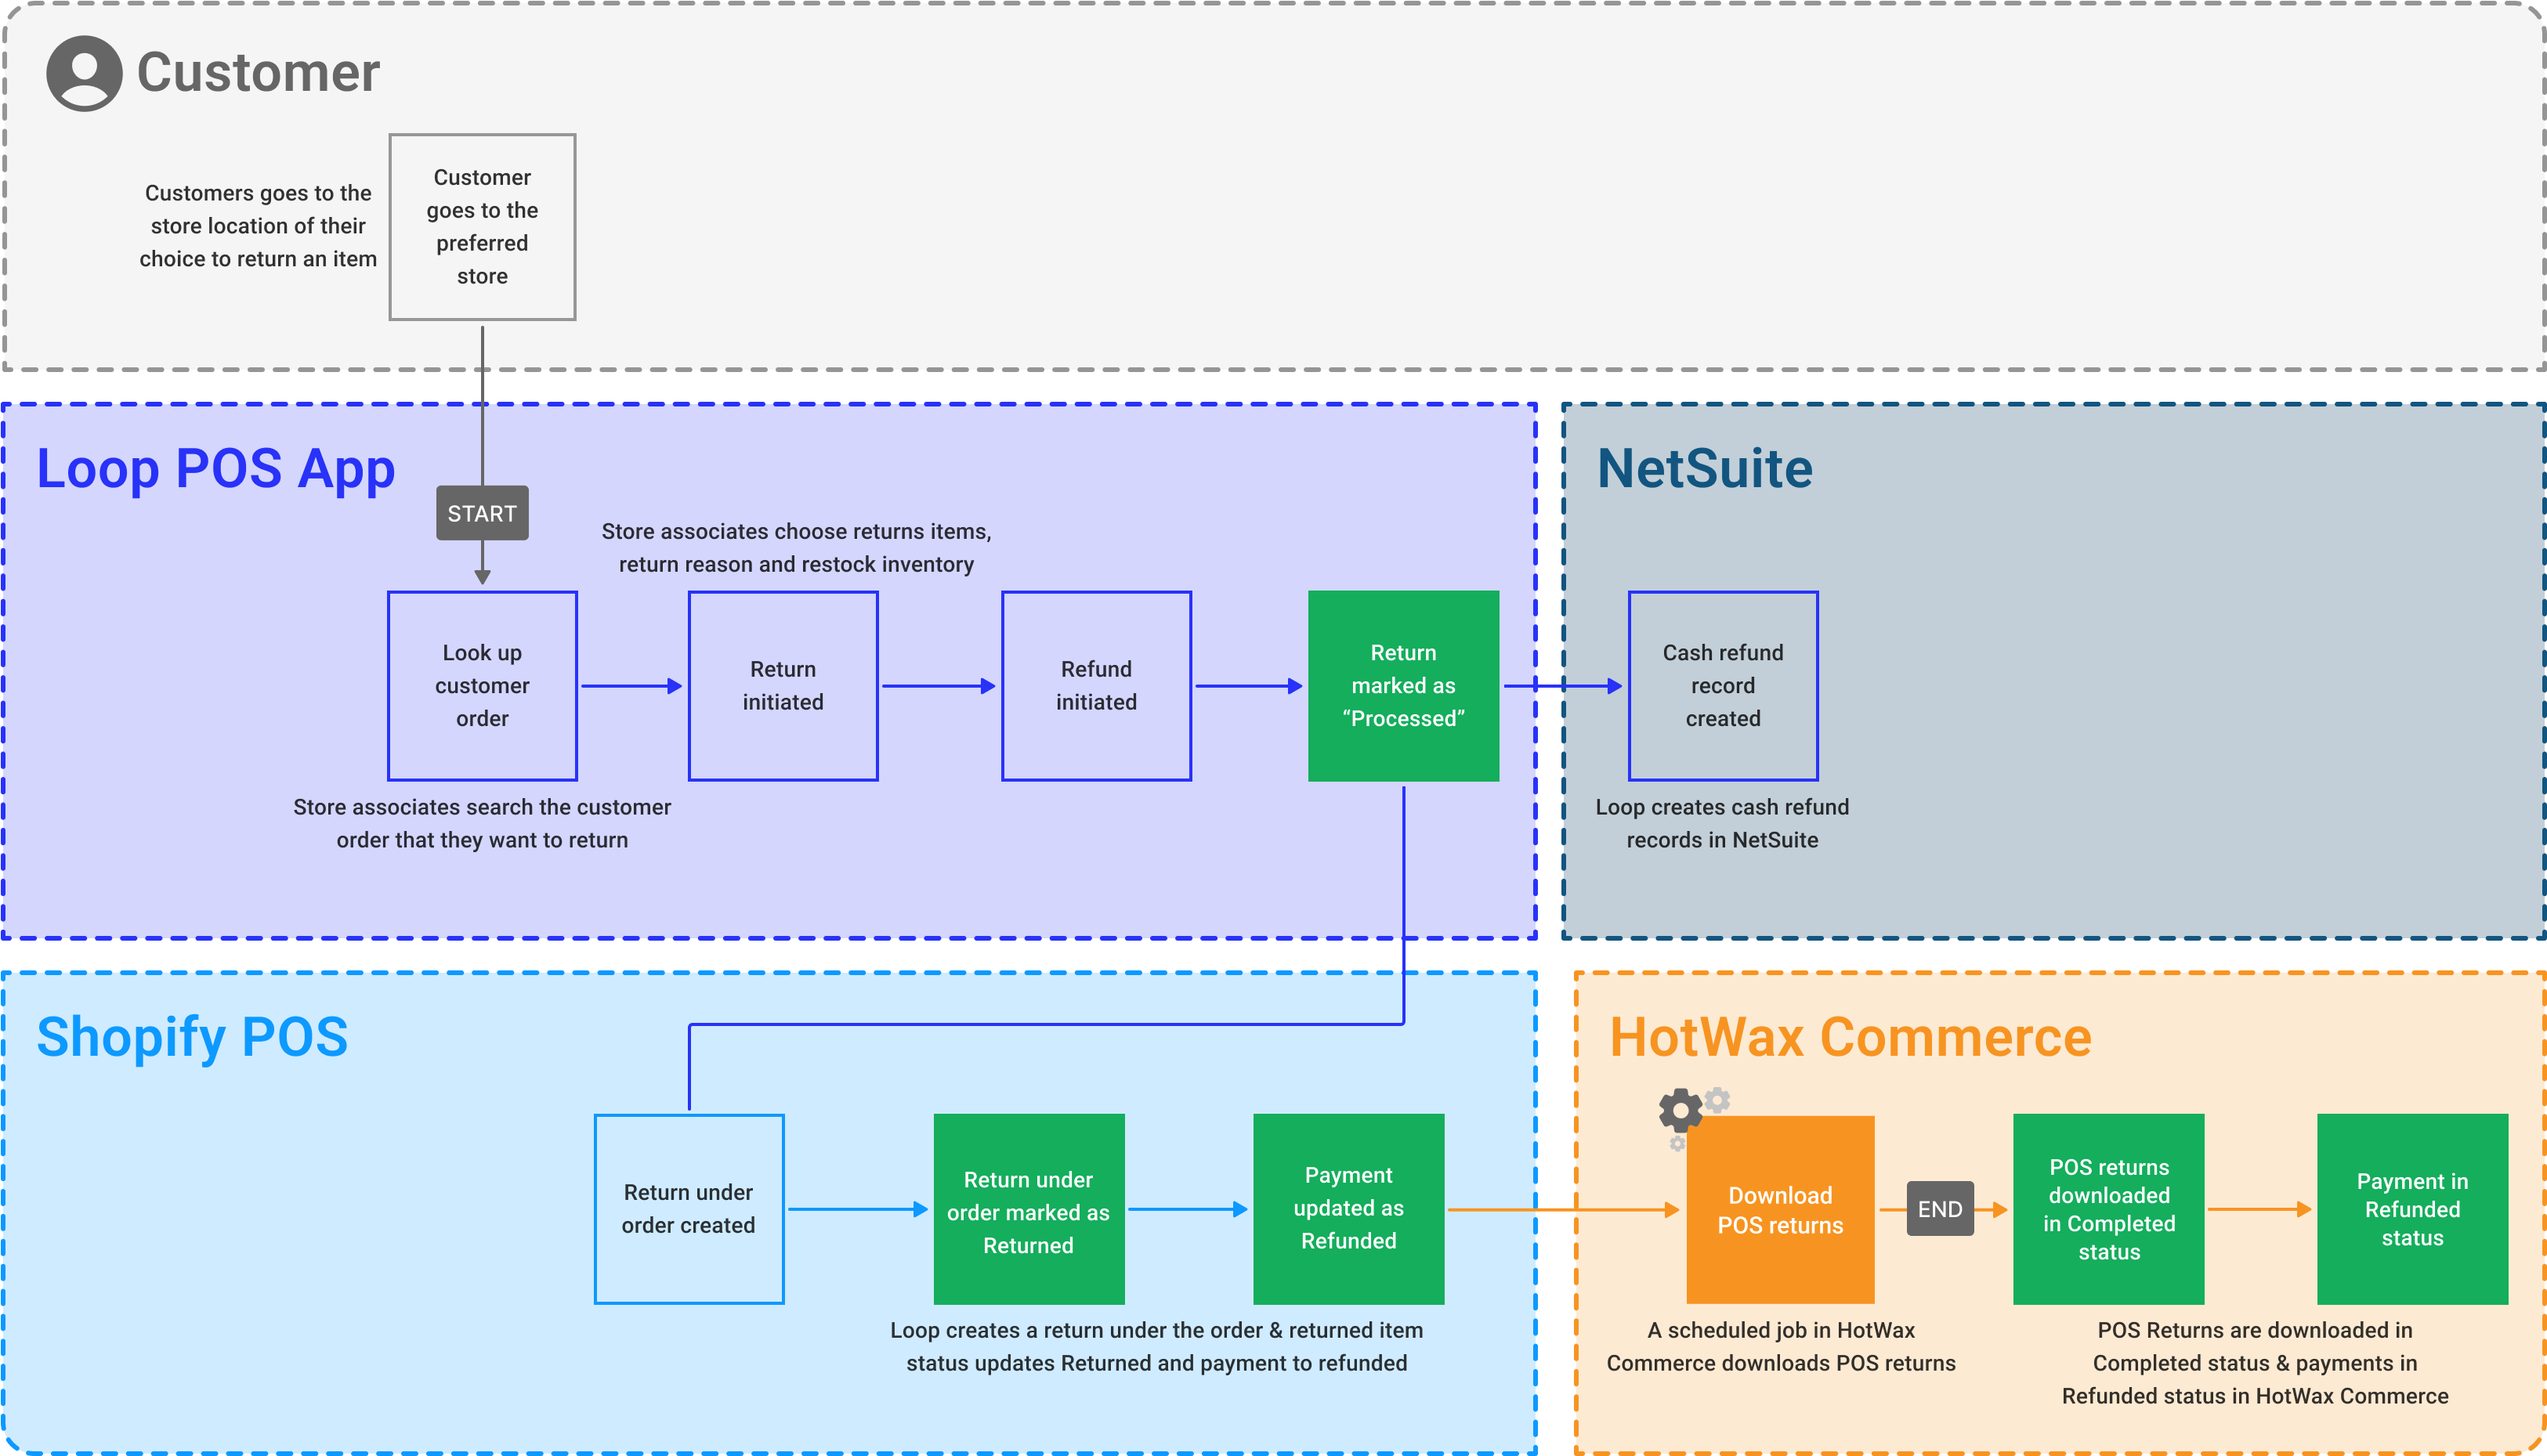 Customer
Customers goes to the
store location of their
choice to return an item
Customer
goes to the
preferred
store
Loop POS App
START
Store associates choose returns items,
return reason and restock inventory
Look up
customer
order
Return
initiated
Refund
initiated
Return
marked as
“Processed”
Store associates search the customer
order that they want to return
NetSuite
Cash refund
record
created
Loop creates cash refund
records in NetSuite
Shopify POS
Return under
order created
Return under
order marked as
Returned
Payment
updated as
Refunded
Loop creates a return under the order & returned item
status updates Returned and payment to refunded
HotWax Commerce
Download
POS returns
END
POS returns
downloaded
in Completed
status
Payment in
Refunded
status
A scheduled job in HotWax
Commerce downloads POS returns
POS Returns are downloaded in
Completed status & payments in
Refunded status in HotWax Commerce